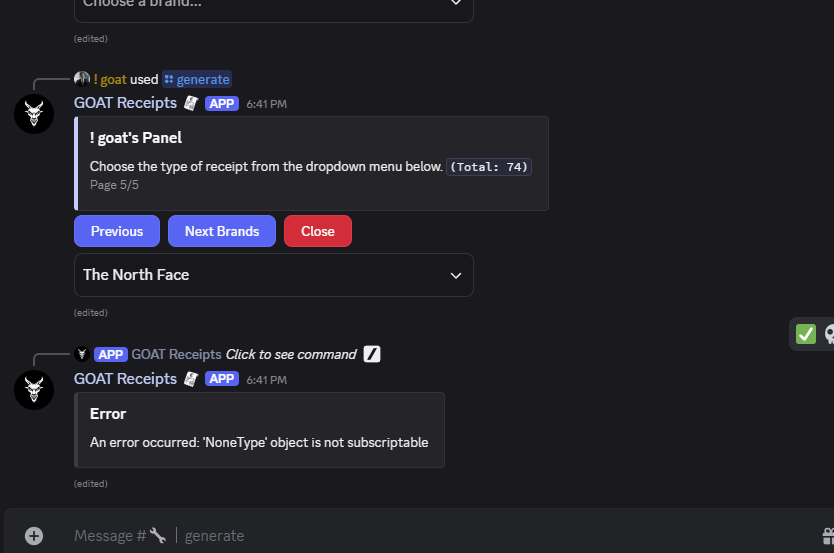 Choose a brand...
(edited)
! goat used generate
GOAT Receipts APP 6:41 PM
! goat's Panel
Choose the type of receipt from the dropdown menu below. (Total: 74)
Page 5/5
Previous Next Brands Close
The North Face
(edited)
APP GOAT Receipts Click to see command
GOAT Receipts APP 6:41 PM
Error
An error occurred: 'NoneType' object is not subscriptable
(edited)
Message # | generate